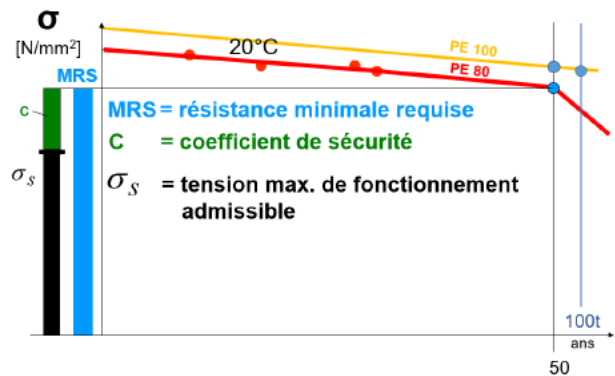 σ
[N/mm²]
20°C
PE 100
PE 80
MRS
C
σs
MRS = résistance minimale requise
C = coefficient de sécurité
σs = tension max. de fonctionnement
admissible
100t
ans
50